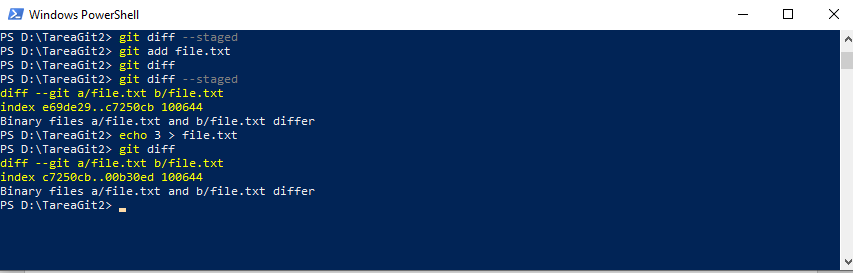 Windows PowerShell
PS D:\TareaGit2> git diff --staged
PS D:\TareaGit2> git add file.txt
PS D:\TareaGit2> git diff
PS D:\TareaGit2> git diff --staged
diff --git a/file.txt b/file.txt
index e69de29..c7250cb 100644
Binary files a/file.txt and b/file.txt differ
PS D:\TareaGit2> echo 3 > file.txt
PS D:\TareaGit2> git diff
diff --git a/file.txt b/file.txt
index c7250cb..00b30ed 100644
Binary files a/file.txt and b/file.txt differ
PS D:\TareaGit2>